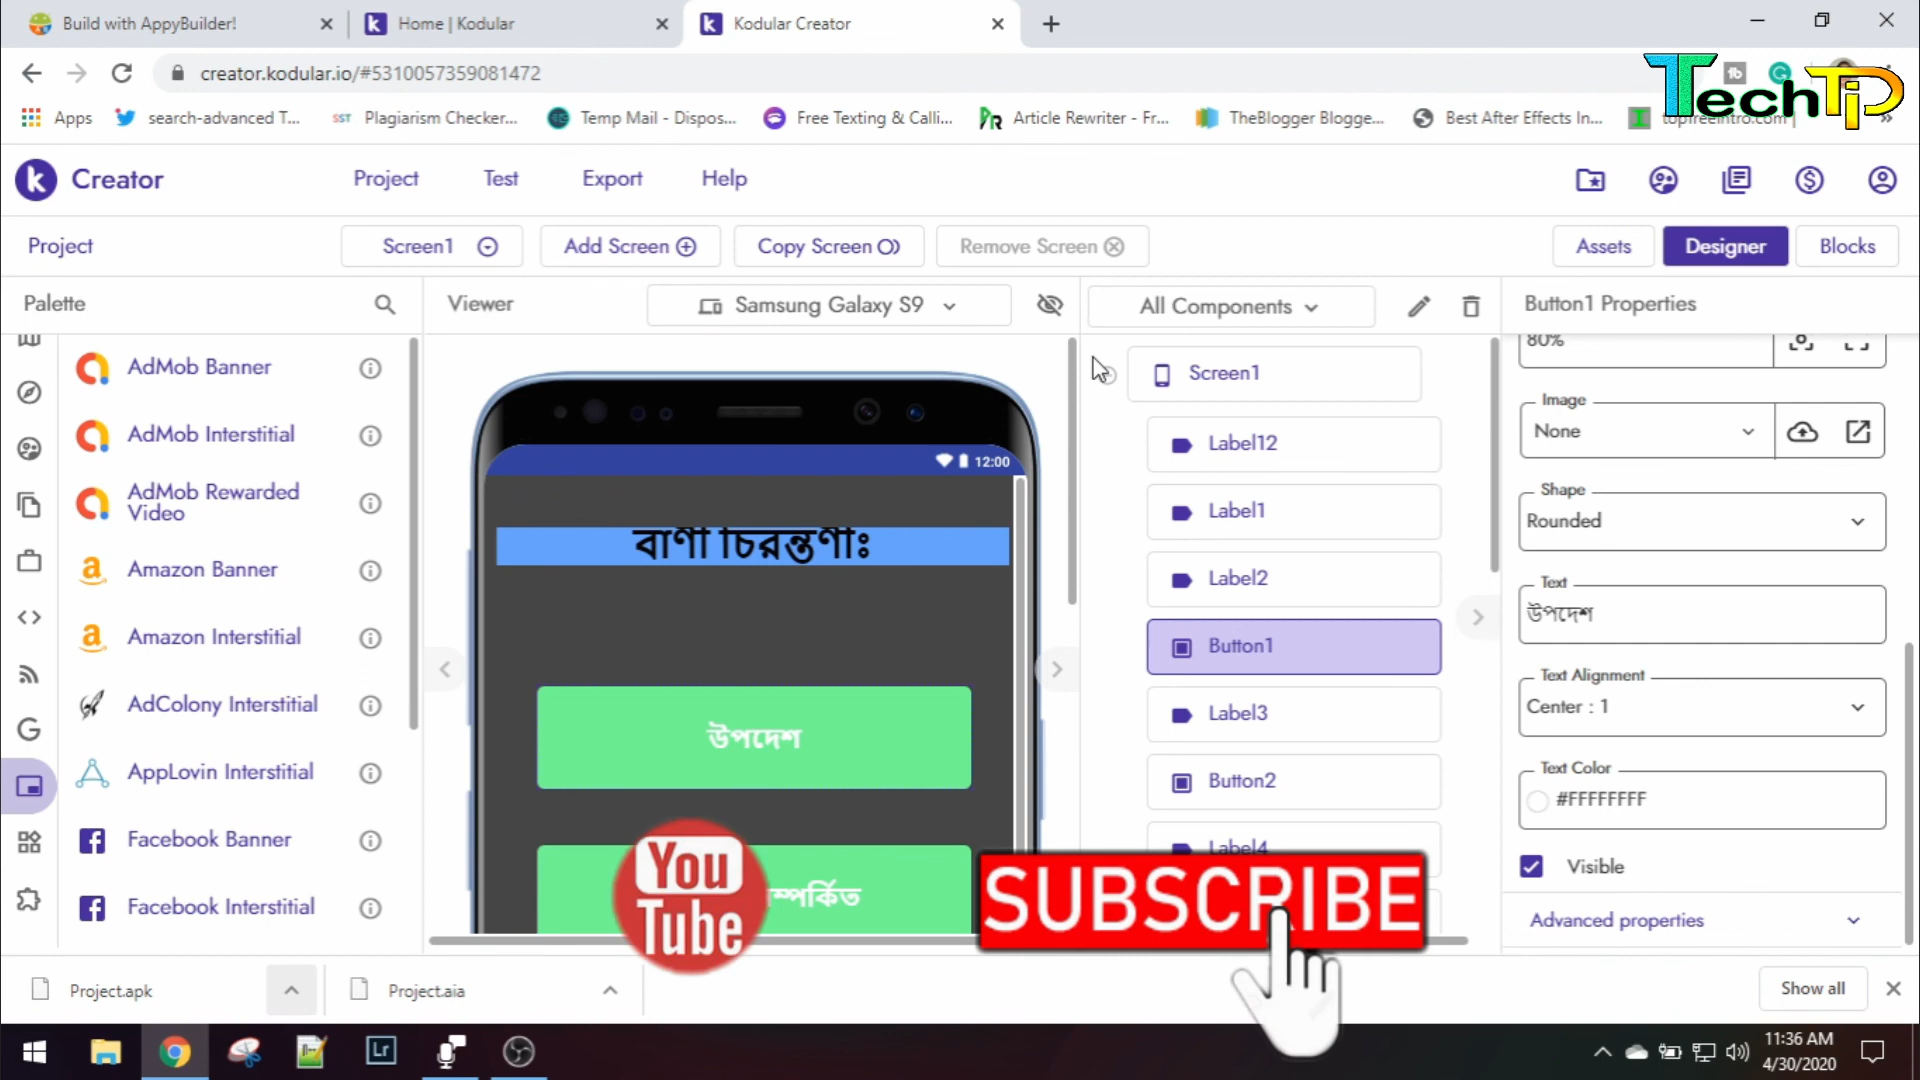 Build with AppyBuilder!
Home | Kodular
Kodular Creator
creator.kodular.io/#5310057359081472
TechTip
Apps
search-advanced T...
SST
Plagiarism Checker...
Temp Mail - Dispos...
Free Texting & Calli...
Article Rewriter - Fr...
TheBlogger Blogge...
Best After Effects In...
topfreeintro.com
Creator
Project
Test
Export
Help
Project
Screen1
Add Screen
Copy Screen
Remove Screen
Assets
Designer
Blocks
Palette
Viewer
Samsung Galaxy S9
All Components
Button1 Properties
AdMob Banner
AdMob Interstitial
AdMob Rewarded
Video
Amazon Banner
Amazon Interstitial
AdColony Interstitial
AppLovin Interstitial
Facebook Banner
Facebook Interstitial
12:00
বাণী চিরন্তণীঃ
উপদেশ
ম্পর্কিত
Screen1
Label12
Label1
Label2
Button1
Label3
Button2
Label4
80%
Image
None
Shape
Rounded
Text
উপদেশ
Text Alignment
Center : 1
Text Color
#FFFFFFFF
Visible
Advanced properties
You
Tube
SUBSCRIBE
Project.apk
Project.aia
Show all
Lr
11:36 AM
4/30/2020